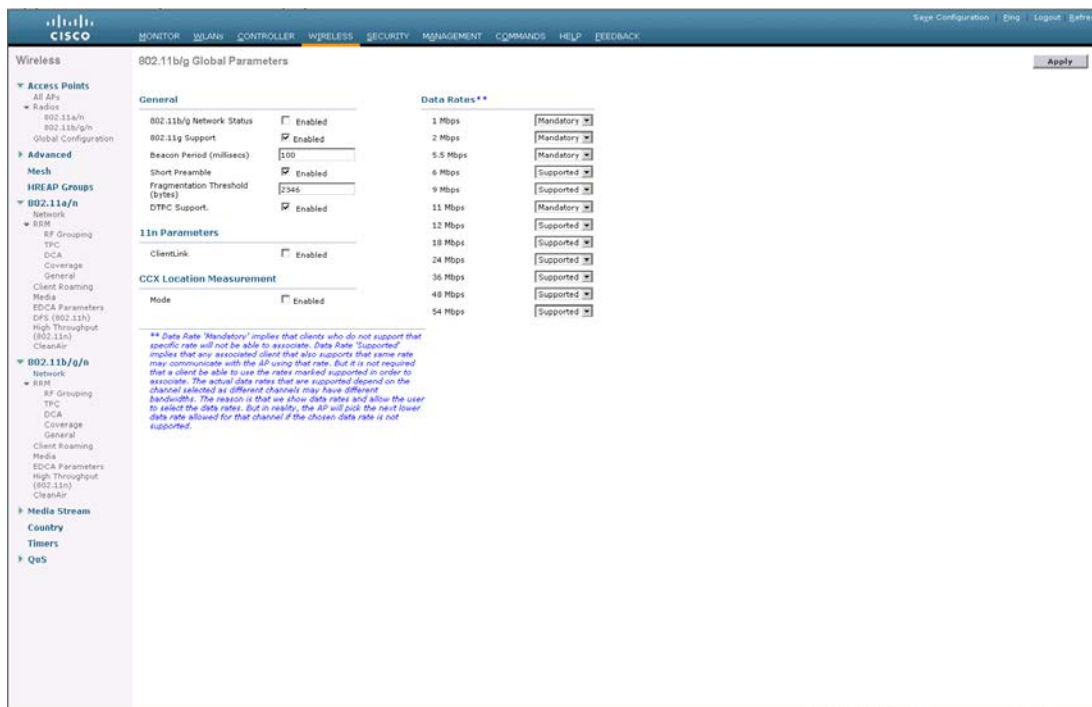 Save Configuration | Ping | Logout | Refresh
CISCO
MONITOR WLANs CONTROLLER WIRELESS SECURITY MANAGEMENT COMMANDS HELP FEEDBACK
Wireless
Access Points
All APs
Radios
802.11a/n
802.11b/g/n
Global Configuration
Advanced
Mesh
HREAP Groups
802.11a/n
Network
RRM
RF Grouping
TPC
DCA
Coverage
General
Client Roaming
Media
EDCA Parameters
DFS (802.11h)
High Throughput
(802.11n)
CleanAir
802.11b/g/n
Network
RRM
RF Grouping
TPC
DCA
Coverage
General
Client Roaming
Media
EDCA Parameters
High Throughput
(802.11n)
CleanAir
Media Stream
Country
Timers
QoS
802.11b/g Global Parameters
Apply
General
802.11b/g Network Status Enabled
802.11g Support Enabled
Beacon Period (millisecs) 100
Short Preamble Enabled
Fragmentation Threshold
(bytes) 2346
DTPC Support. Enabled
11n Parameters
ClientLink Enabled
CCX Location Measurement
Mode Enabled
Data Rates**
1 Mbps Mandatory
2 Mbps Mandatory
5.5 Mbps Mandatory
6 Mbps Supported
9 Mbps Supported
11 Mbps Mandatory
12 Mbps Supported
18 Mbps Supported
24 Mbps Supported
36 Mbps Supported
48 Mbps Supported
54 Mbps Supported
** Data Rate 'Mandatory' implies that clients who do not support that
specific rate will not be able to associate. Data Rate 'Supported'
implies that any associated client that also supports that same rate
may communicate with the AP using that rate. But it is not required
that a client be able to use the rates marked supported in order to
associate. The actual data rates that are supported depend on the
channel selected as different channels may have different
bandwidths. The reason is that we show data rates and allow the user
to select the data rates. But in reality, the AP will pick the next lower
data rate allowed for that channel if the chosen data rate is not
supported.